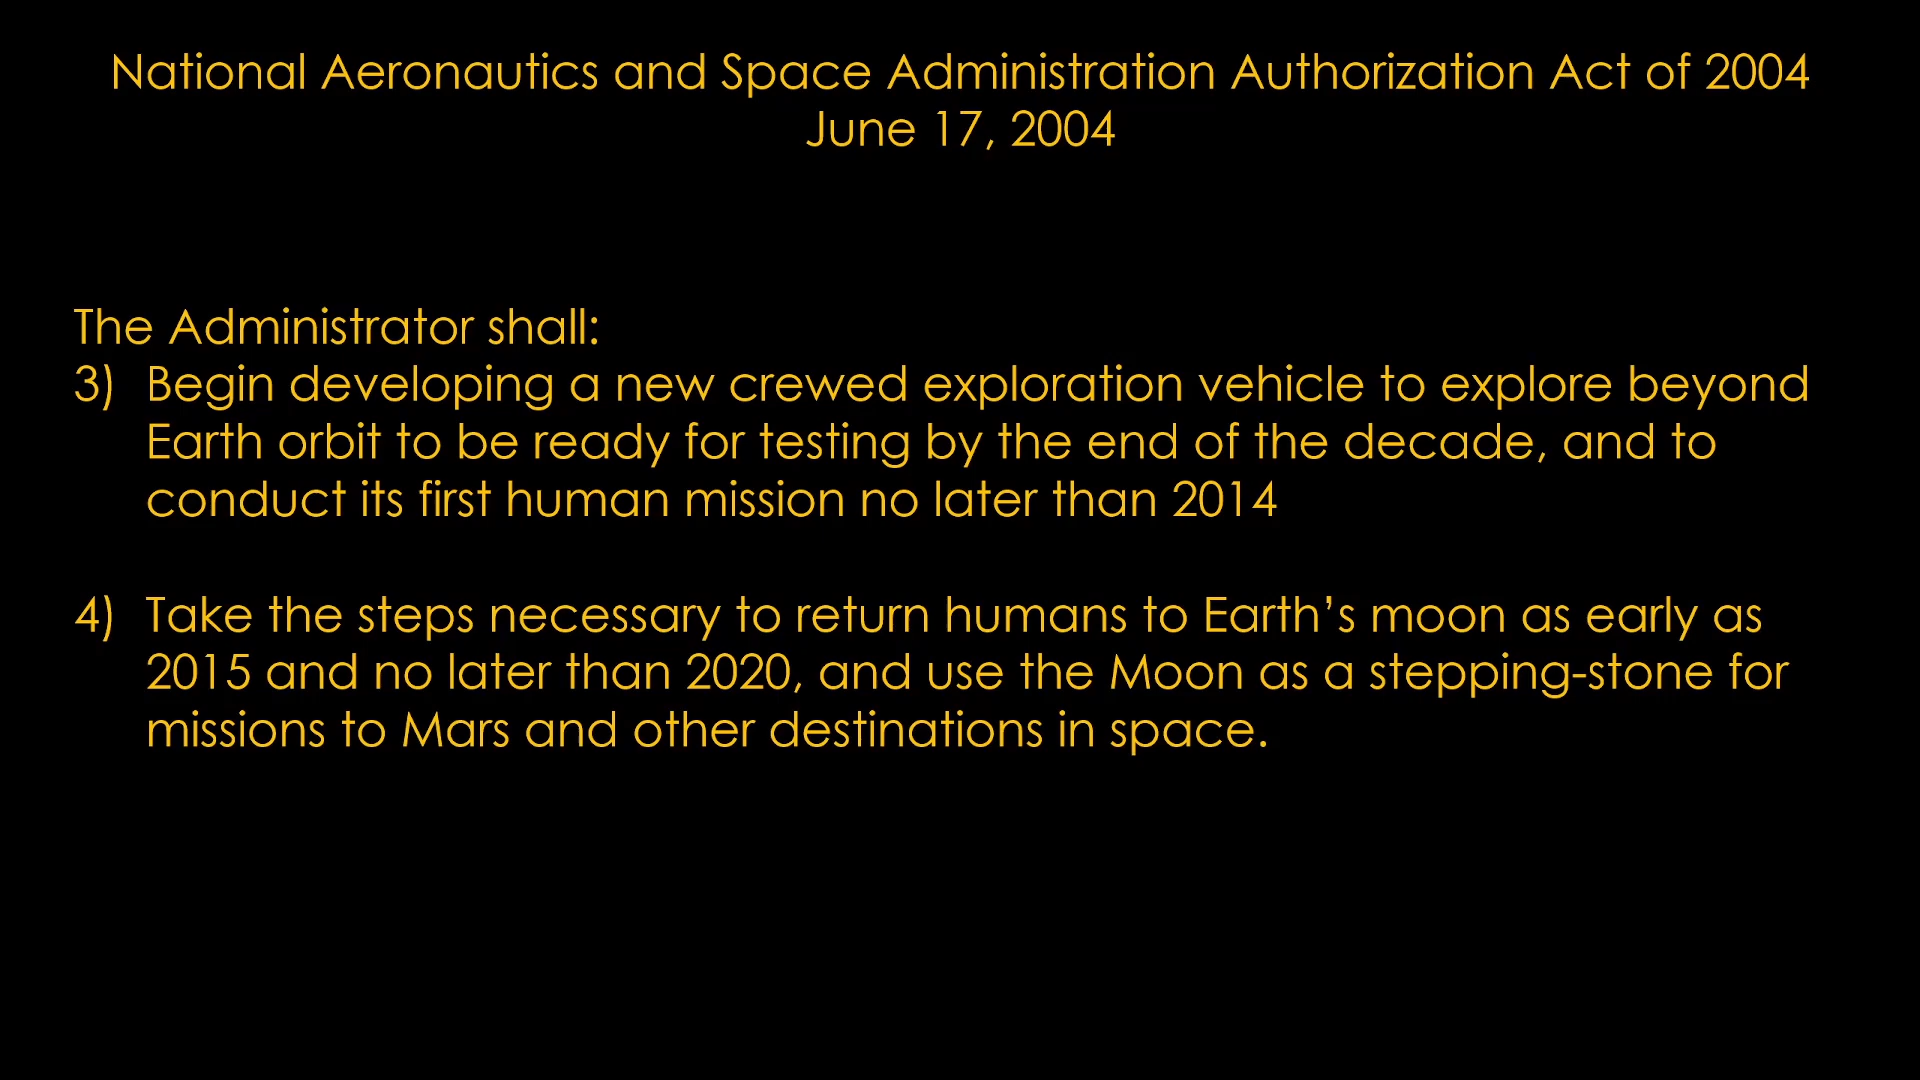 National Aeronautics and Space Administration Authorization Act of 2004
June 17, 2004
The Administrator shall:
3) Begin developing a new crewed exploration vehicle to explore beyond
Earth orbit to be ready for testing by the end of the decade, and to
conduct its first human mission no later than 2014
4) Take the steps necessary to return humans to Earth’s moon as early as
2015 and no later than 2020, and use the Moon as a stepping-stone for
missions to Mars and other destinations in space.